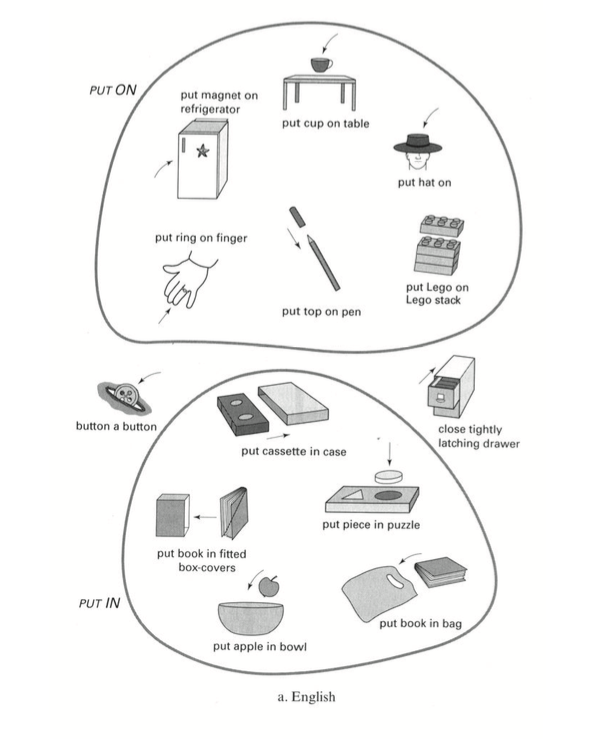 PUT ON
put magnet on
refrigerator
put cup on table
put hat on
put ring on finger
put top on pen
put Lego on
Lego stack
button a button
close tightly
latching drawer
put cassette in case
put piece in puzzle
put book in fitted
box-covers
PUT IN
put book in bag
put apple in bowl
a. English